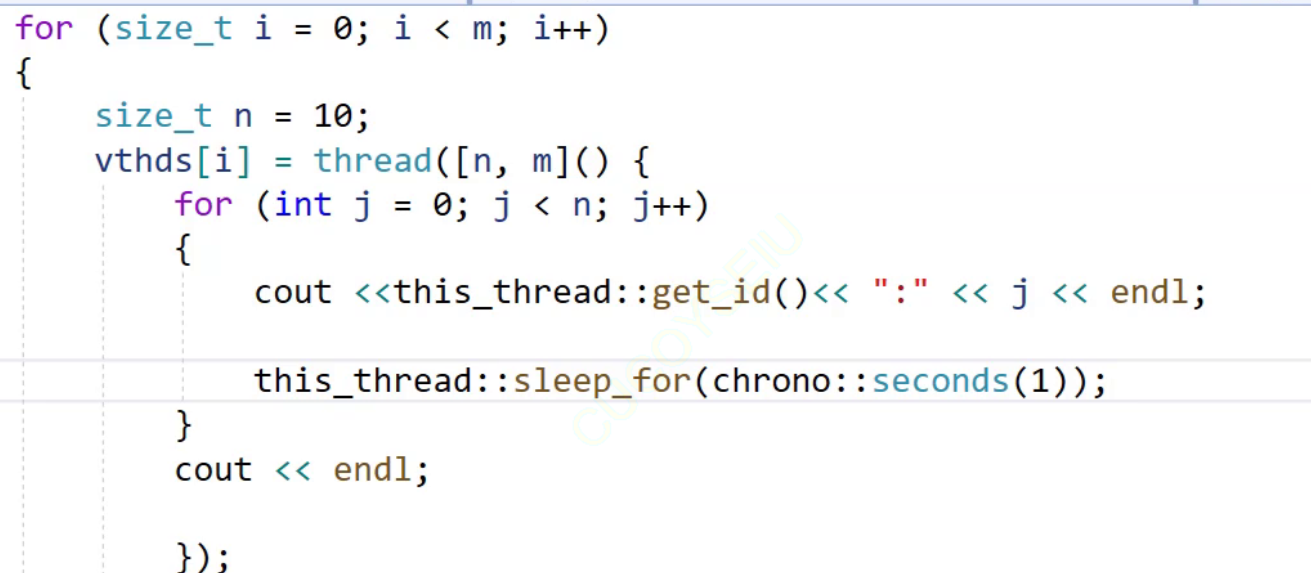 for (size_t i = 0; i < m; i++)
{
    size_t n = 10;
    vthds[i] = thread([n, m]() {
        for (int j = 0; j < n; j++)
        {
            cout <<this_thread::get_id()<< ":" << j << endl;

            this_thread::sleep_for(chrono::seconds(1));
        }
        cout << endl;

        });